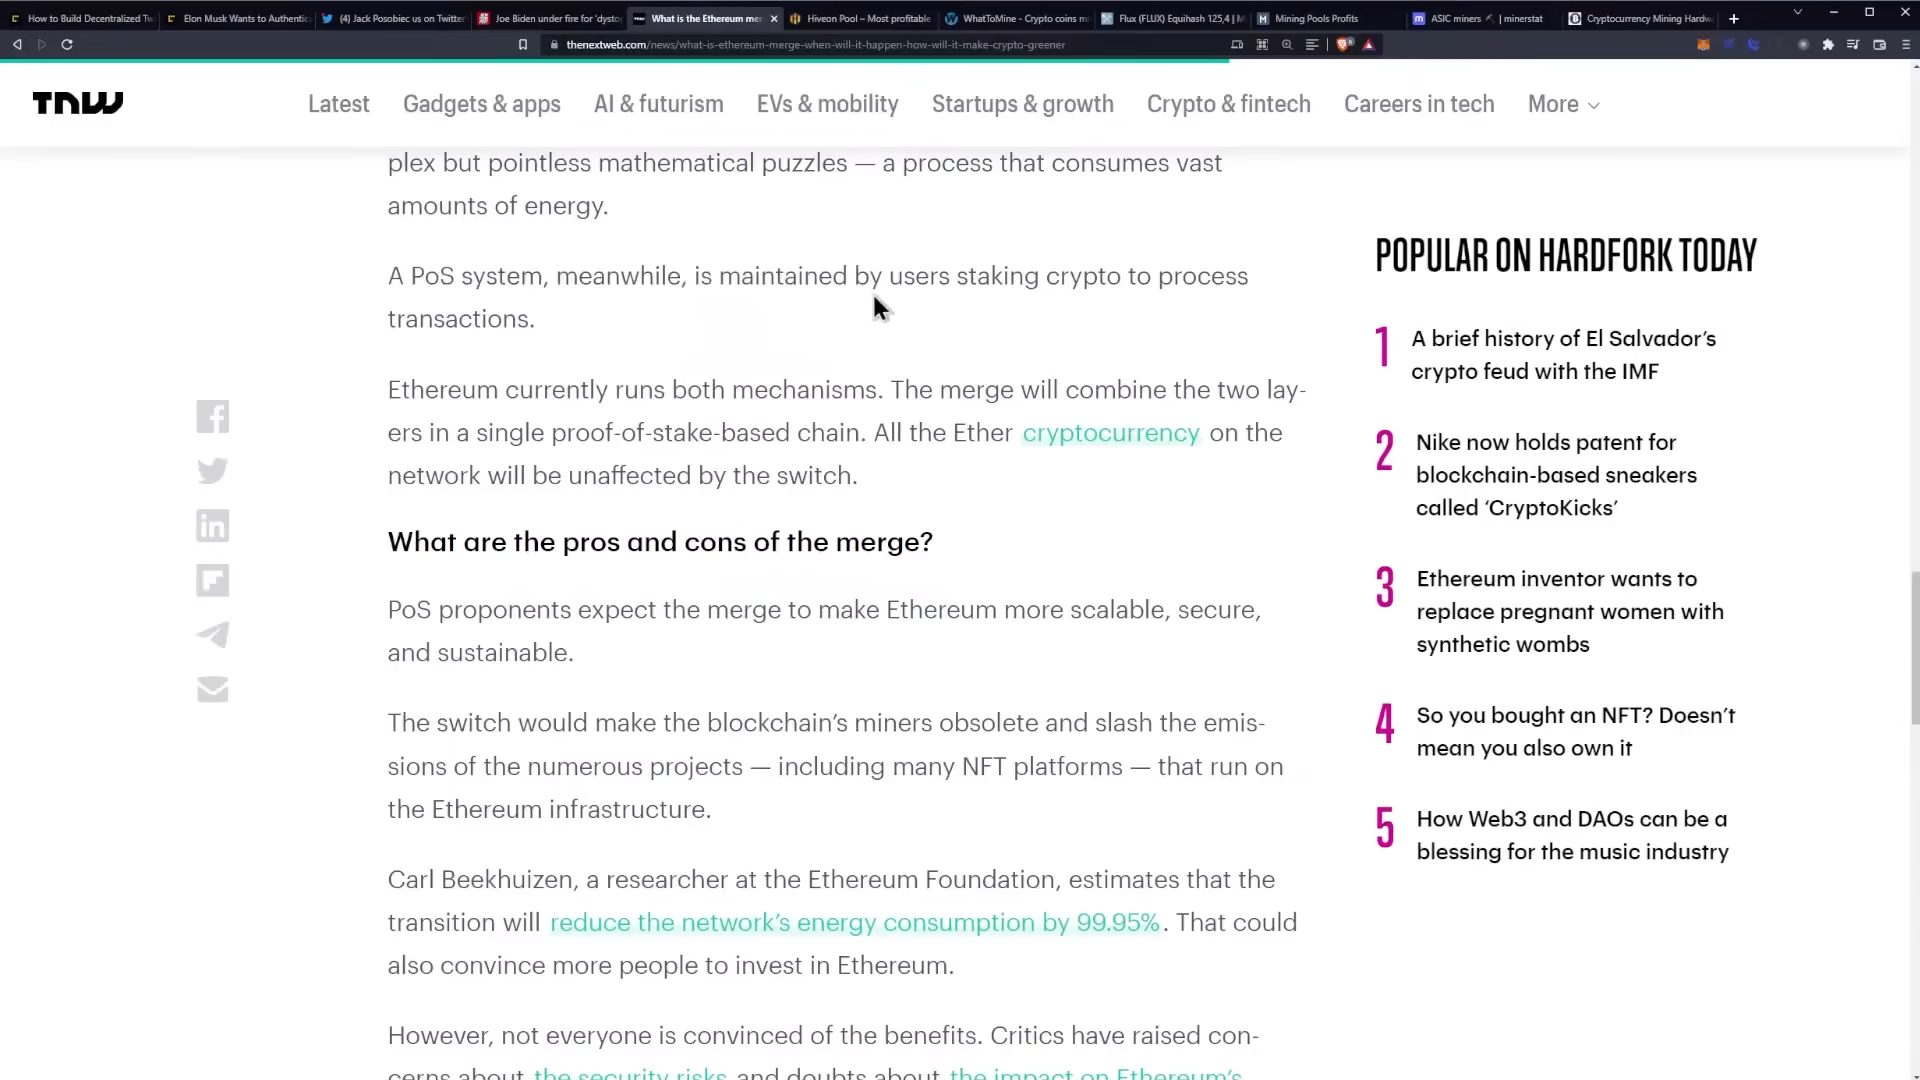 How to Build Decentralized Tw
Elon Musk Wants to Authentic
(4) Jack Posobiec us on Twitter
Joe Biden under fire for 'dysto
What is the Ethereum me
Hiveon Pool – Most profitable
WhatToMine - Crypto coins mi
Flux (FLUX) Equihash 125,4 | M
Mining Pools Profits
ASIC miners | minerstat
Cryptocurrency Mining Hardw
thenextweb.com/news/what-is-ethereum-merge-when-will-it-happen-how-will-it-make-crypto-greener
TNW
Latest
Gadgets & apps
AI & futurism
EVs & mobility
Startups & growth
Crypto & fintech
Careers in tech
More
plex but pointless mathematical puzzles — a process that consumes vast
amounts of energy.
A PoS system, meanwhile, is maintained by users staking crypto to process
transactions.
Ethereum currently runs both mechanisms. The merge will combine the two lay-
ers in a single proof-of-stake-based chain. All the Ether cryptocurrency on the
network will be unaffected by the switch.
What are the pros and cons of the merge?
PoS proponents expect the merge to make Ethereum more scalable, secure,
and sustainable.
The switch would make the blockchain's miners obsolete and slash the emis-
sions of the numerous projects — including many NFT platforms — that run on
the Ethereum infrastructure.
Carl Beekhuizen, a researcher at the Ethereum Foundation, estimates that the
transition will reduce the network's energy consumption by 99.95%. That could
also convince more people to invest in Ethereum.
However, not everyone is convinced of the benefits. Critics have raised con-
cerns about the security risks and doubts about the impact on Ethereum's
POPULAR ON HARDFORK TODAY
1 A brief history of El Salvador's
crypto feud with the IMF
2 Nike now holds patent for
blockchain-based sneakers
called 'CryptoKicks'
3 Ethereum inventor wants to
replace pregnant women with
synthetic wombs
4 So you bought an NFT? Doesn't
mean you also own it
5 How Web3 and DAOs can be a
blessing for the music industry